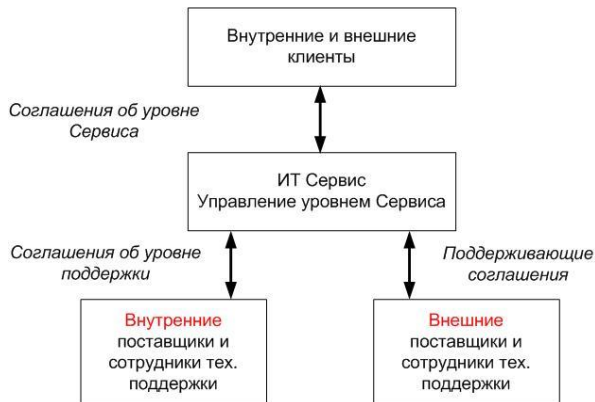 Внутренние и внешние
клиенты
Соглашения об уровне
Сервиса
ИТ Сервис
Управление уровнем Сервиса
Соглашения об уровне
поддержки
Поддерживающие
соглашения
Внутренние
поставщики и
сотрудники тех.
поддержки
Внешние
поставщики и
сотрудники тех.
поддержки